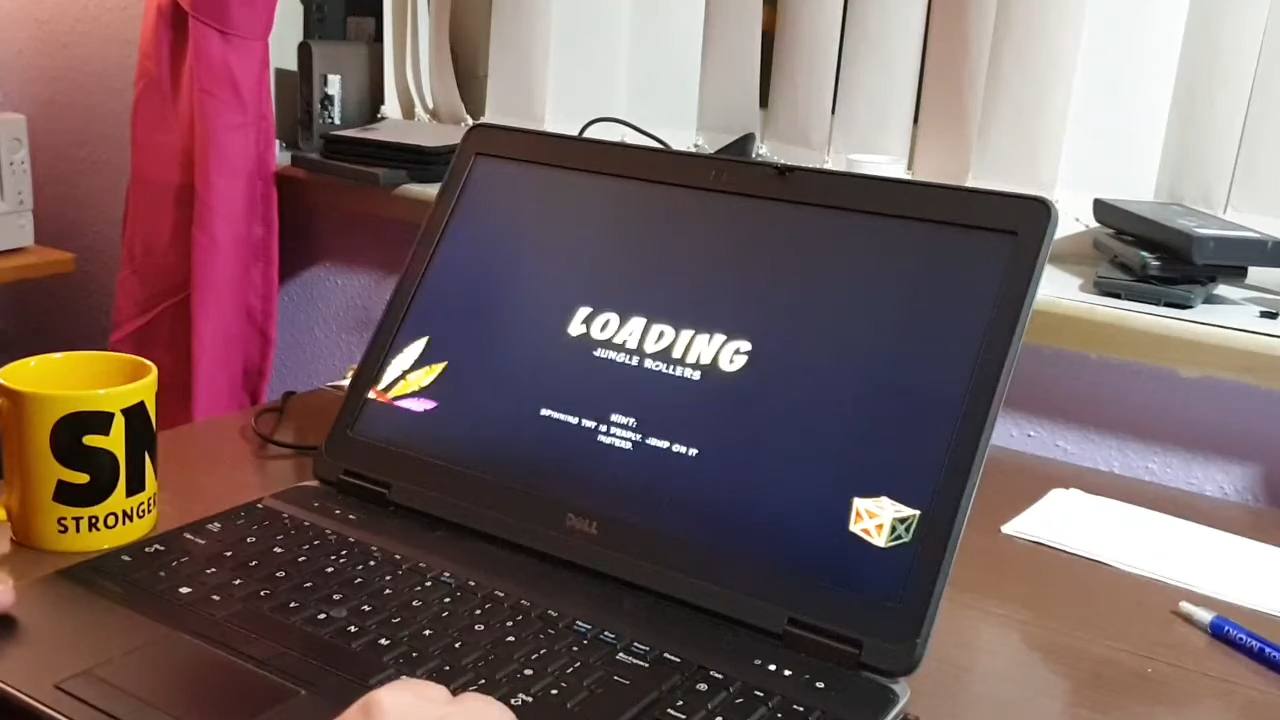 LOADING
JUNGLE ROLLERS
HINT:
SPINNING TNT IS DEADLY. JUMP ON IT
INSTEAD.
DELL
SN
STRONGER